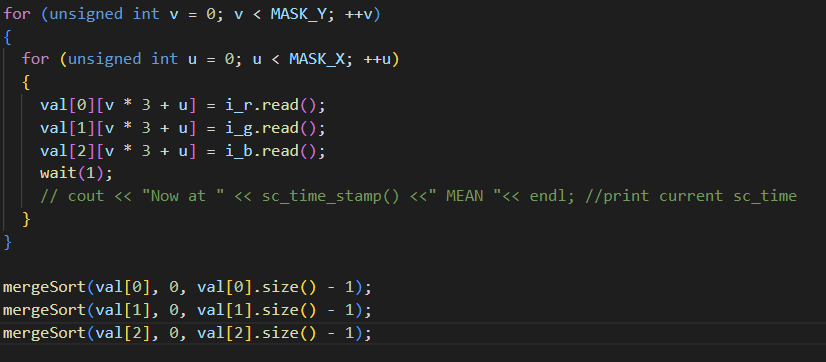 for (unsigned int v = 0; v < MASK_Y; ++v)
{
for (unsigned int u = 0; u < MASK_X; ++u)
{
val[0][v * 3 + u] = i_r.read();
val[1][v * 3 + u] = i_g.read();
val[2][v * 3 + u] = i_b.read();
wait(1);
// cout << "Now at " << sc_time_stamp() <<" MEAN "<< endl; //print current sc_time
}
}
mergeSort(val[0], 0, val[0].size() - 1);
mergeSort(val[1], 0, val[1].size() - 1);
mergeSort(val[2], 0, val[2].size() - 1);